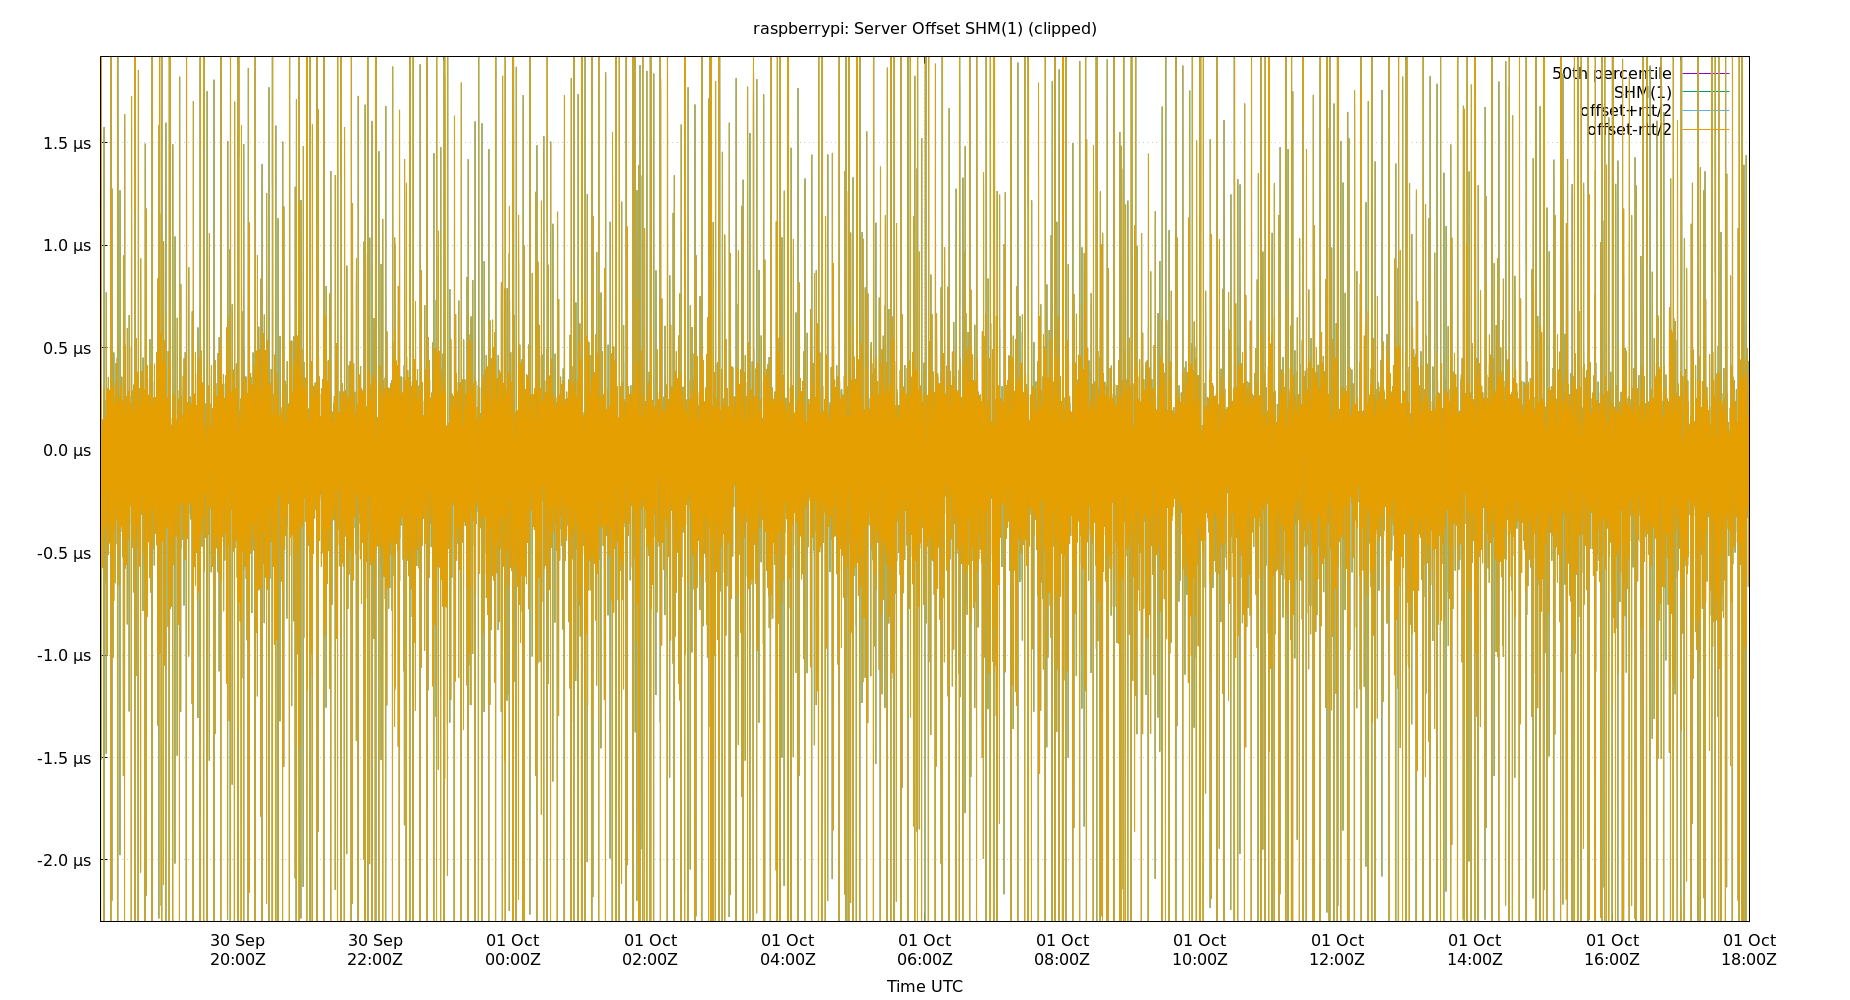 raspberrypi: Server Offset SHM(1) (clipped)
50th percentile
SHM(1)
offset+rtt/2
offset-rtt/2
1.5 µs
1.0 µs
0.5 µs
0.0 µs
-0.5 µs
-1.0 µs
-1.5 µs
-2.0 µs
30 Sep 30 Sep 01 Oct 01 Oct 01 Oct 01 Oct 01 Oct 01 Oct 01 Oct 01 Oct 01 Oct 01 Oct
20:00Z 22:00Z 00:00Z 02:00Z 04:00Z 06:00Z 08:00Z 10:00Z 12:00Z 14:00Z 16:00Z 18:00Z
Time UTC